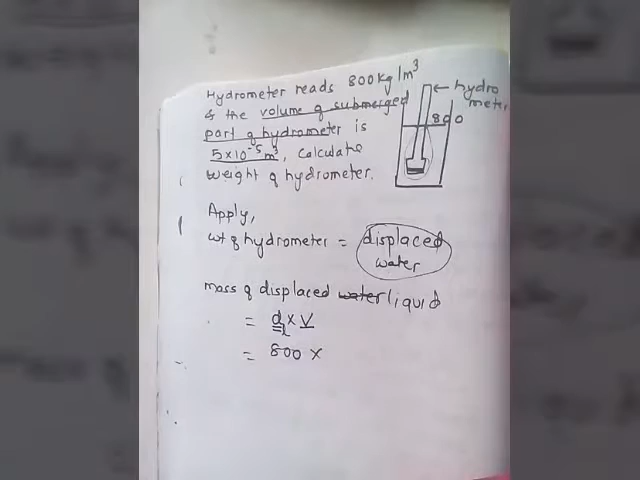 Hydrometer reads 800kg/m³
& the volume of submerged
part of hydrometer is
5×10⁻⁵m³, calculate
weight of hydrometer.
← hydro
meter
800
Apply,
wt of hydrometer = displaced
water
mass of displaced water liquid
= dl × V
= 800 ×